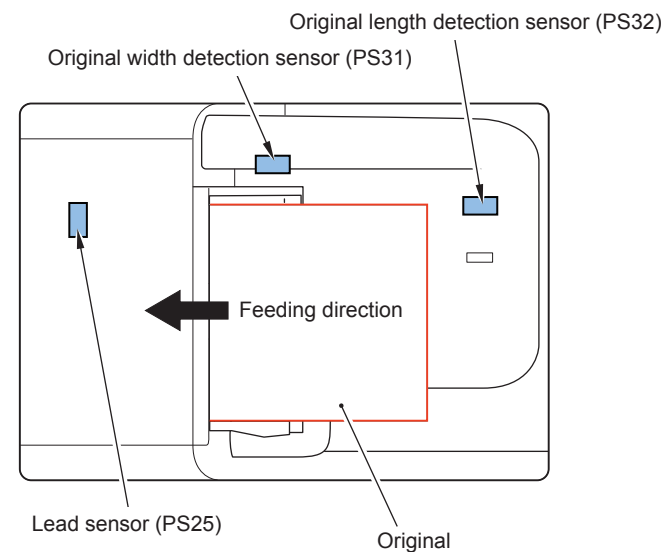 Original length detection sensor (PS32)
Original width detection sensor (PS31)
Feeding direction
Lead sensor (PS25)
Original